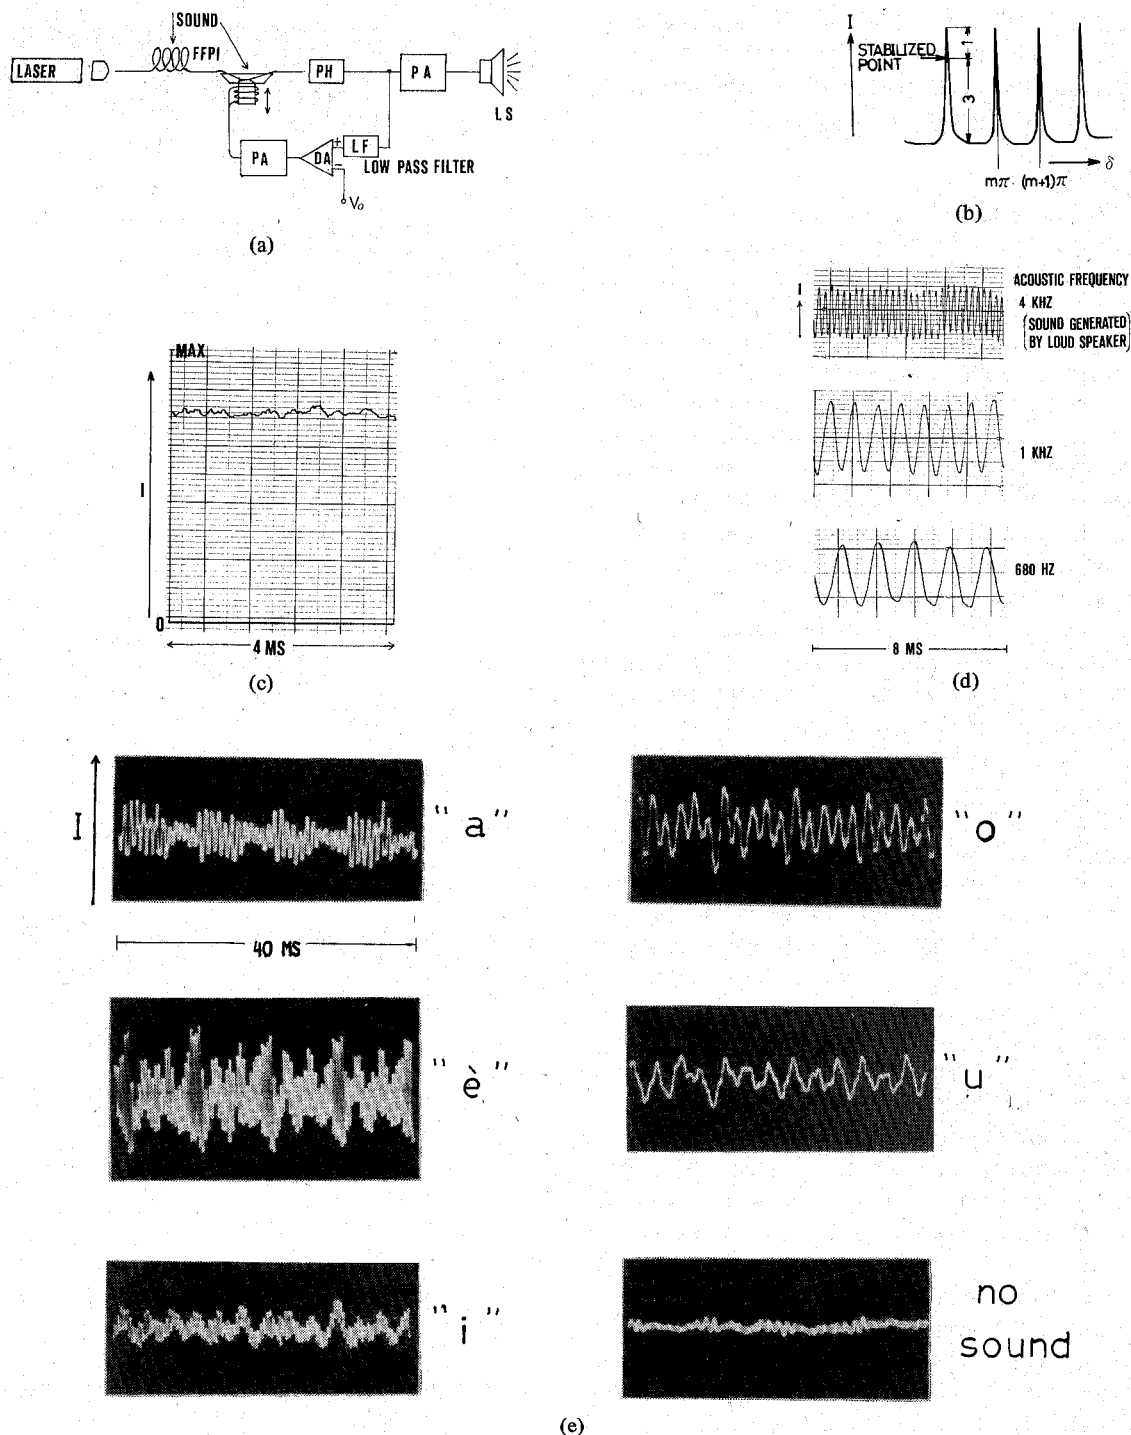 SOUND
FFPI
LASER
PH
PA
LS
PA
DA
+
−
LF
LOW PASS FILTER
Vo
(a)
I
STABILIZED
POINT
1
3
mπ (m+1)π
δ
(b)
MAX
I
0
4 MS
(c)
I
ACOUSTIC FREQUENCY
4 KHZ
(SOUND GENERATED
BY LOUD SPEAKER)
1 KHZ
680 HZ
8 MS
(d)
I
"a"
"o"
40 MS
"é"
"u"
"i"
no
sound
(e)